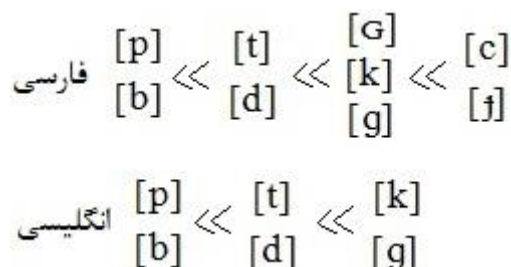 فارسی [p] [b] << [t] [d] << [ɢ] [k] [g] << [c] [ɟ]
انگلیسی [p] [b] << [t] [d] << [k] [g]